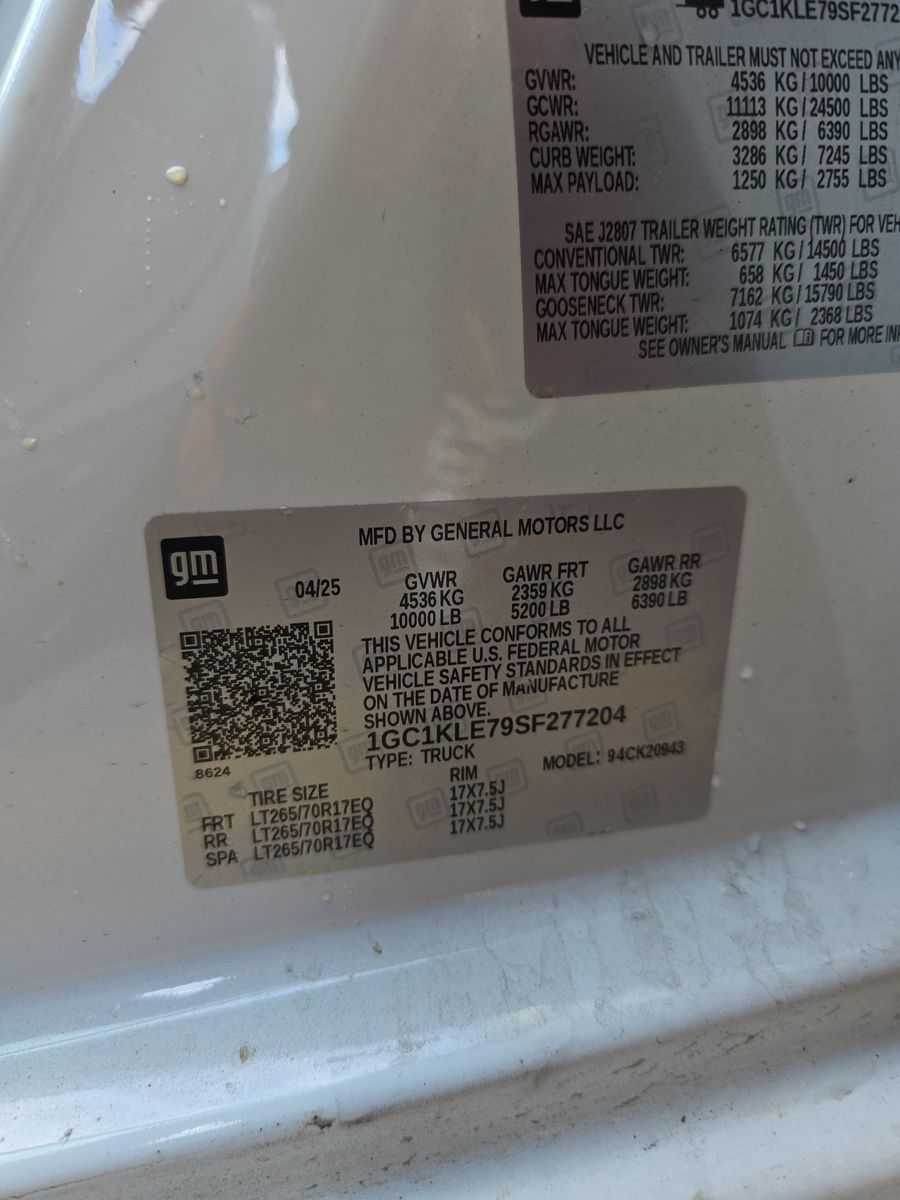 1GC1KLE79SF2772
VEHICLE AND TRAILER MUST NOT EXCEED ANY
GVWR: 4536 KG/10000 LBS
GCWR: 11113 KG/24500 LBS
RGAWR: 2898 KG/ 6390 LBS
CURB WEIGHT: 3286 KG/ 7245 LBS
MAX PAYLOAD: 1250 KG/ 2755 LBS
SAE J2807 TRAILER WEIGHT RATING (TWR) FOR VEH
CONVENTIONAL TWR: 6577 KG/14500 LBS
MAX TONGUE WEIGHT: 658 KG/ 1450 LBS
GOOSENECK TWR: 7162 KG/15790 LBS
MAX TONGUE WEIGHT: 1074 KG/ 2368 LBS
SEE OWNER'S MANUAL FOR MORE IN
MFD BY GENERAL MOTORS LLC
gm
04/25
GVWR GAWR FRT GAWR RR
4536 KG 2359 KG 2898 KG
10000 LB 5200 LB 6390 LB
THIS VEHICLE CONFORMS TO ALL
APPLICABLE U.S. FEDERAL MOTOR
VEHICLE SAFETY STANDARDS IN EFFECT
ON THE DATE OF MANUFACTURE
SHOWN ABOVE.
1GC1KLE79SF277204
TYPE: TRUCK MODEL: 94CK20943
8624
TIRE SIZE RIM
FRT LT265/70R17EQ 17X7.5J
RR LT265/70R17EQ 17X7.5J
SPA LT265/70R17EQ 17X7.5J